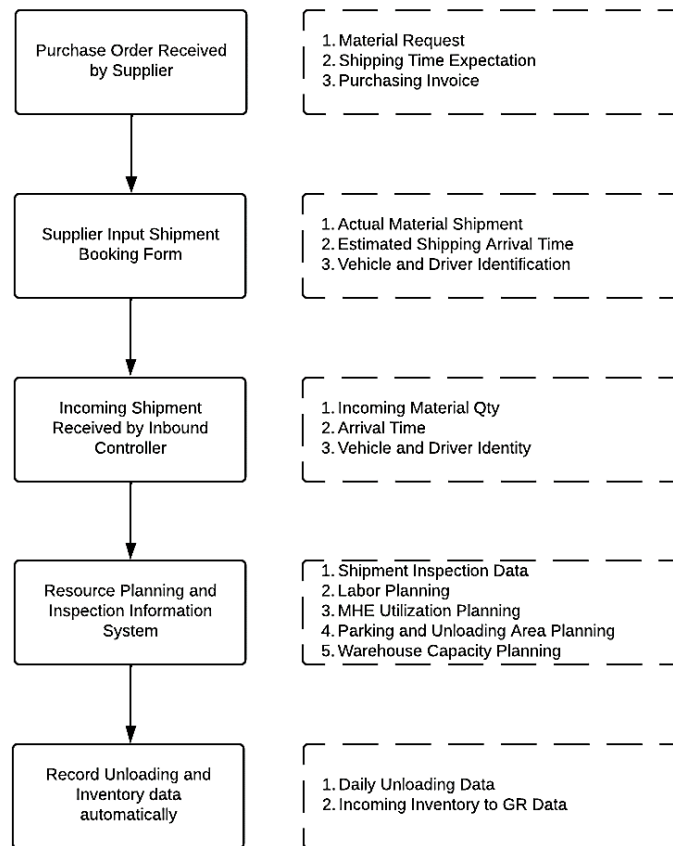 Purchase Order Received
by Supplier
1. Material Request
2. Shipping Time Expectation
3. Purchasing Invoice
Supplier Input Shipment
Booking Form
1. Actual Material Shipment
2. Estimated Shipping Arrival Time
3. Vehicle and Driver Identification
Incoming Shipment
Received by Inbound
Controller
1. Incoming Material Qty
2. Arrival Time
3. Vehicle and Driver Identity
Resource Planning and
Inspection Information
System
1. Shipment Inspection Data
2. Labor Planning
3. MHE Utilization Planning
4. Parking and Unloading Area Planning
5. Warehouse Capacity Planning
Record Unloading and
Inventory data
automatically
1. Daily Unloading Data
2. Incoming Inventory to GR Data